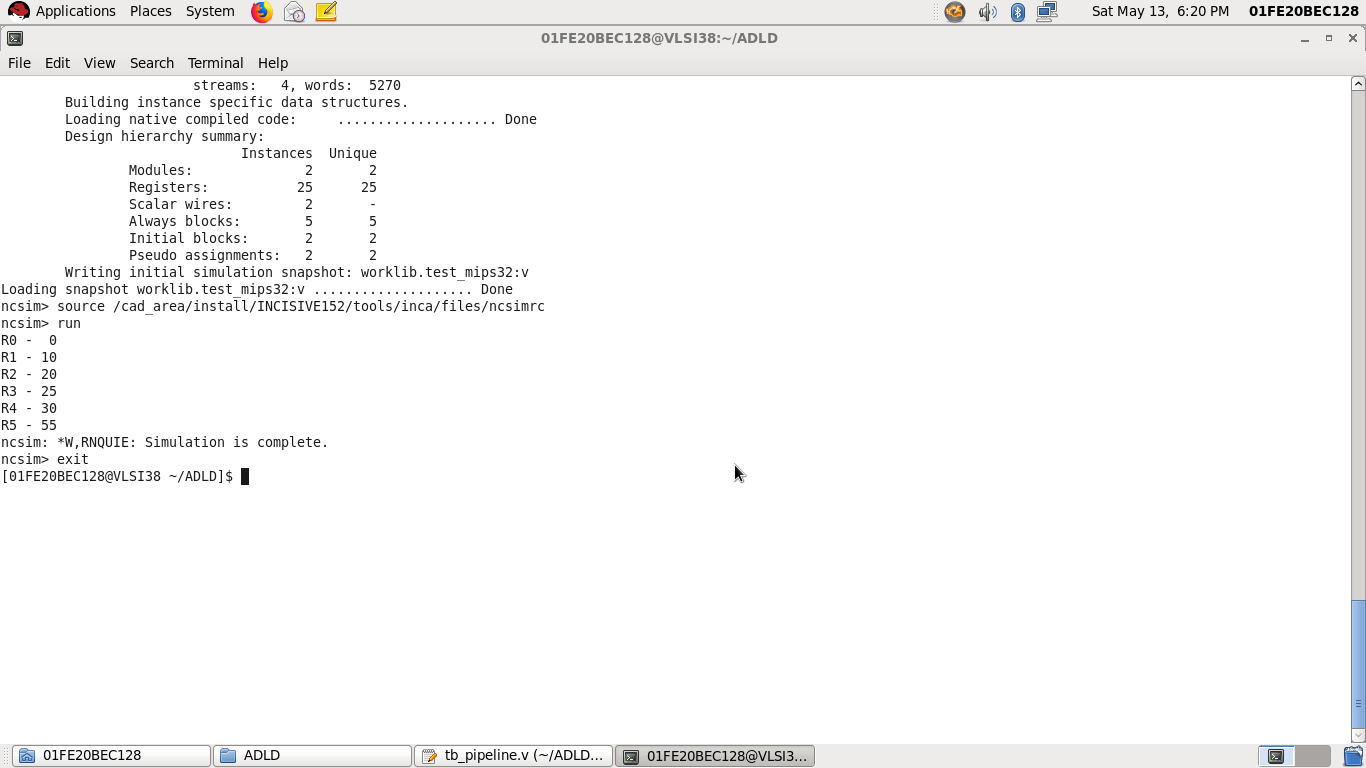 Applications Places System Sat May 13, 6:20 PM 01FE20BEC128
01FE20BEC128@VLSI38:~/ADLD
File Edit View Search Terminal Help
streams: 4, words: 5270
Building instance specific data structures.
Loading native compiled code: .................... Done
Design hierarchy summary:
Instances Unique
Modules: 2 2
Registers: 25 25
Scalar wires: 2 -
Always blocks: 5 5
Initial blocks: 2 2
Pseudo assignments: 2 2
Writing initial simulation snapshot: worklib.test_mips32:v
Loading snapshot worklib.test_mips32:v .................... Done
ncsim> source /cad_area/install/INCISIVE152/tools/inca/files/ncsimrc
ncsim> run
R0 - 0
R1 - 10
R2 - 20
R3 - 25
R4 - 30
R5 - 55
ncsim: *W,RNQUIE: Simulation is complete.
ncsim> exit
[01FE20BEC128@VLSI38 ~/ADLD]$
01FE20BEC128 ADLD tb_pipeline.v (~/ADLD... 01FE20BEC128@VLSI3...